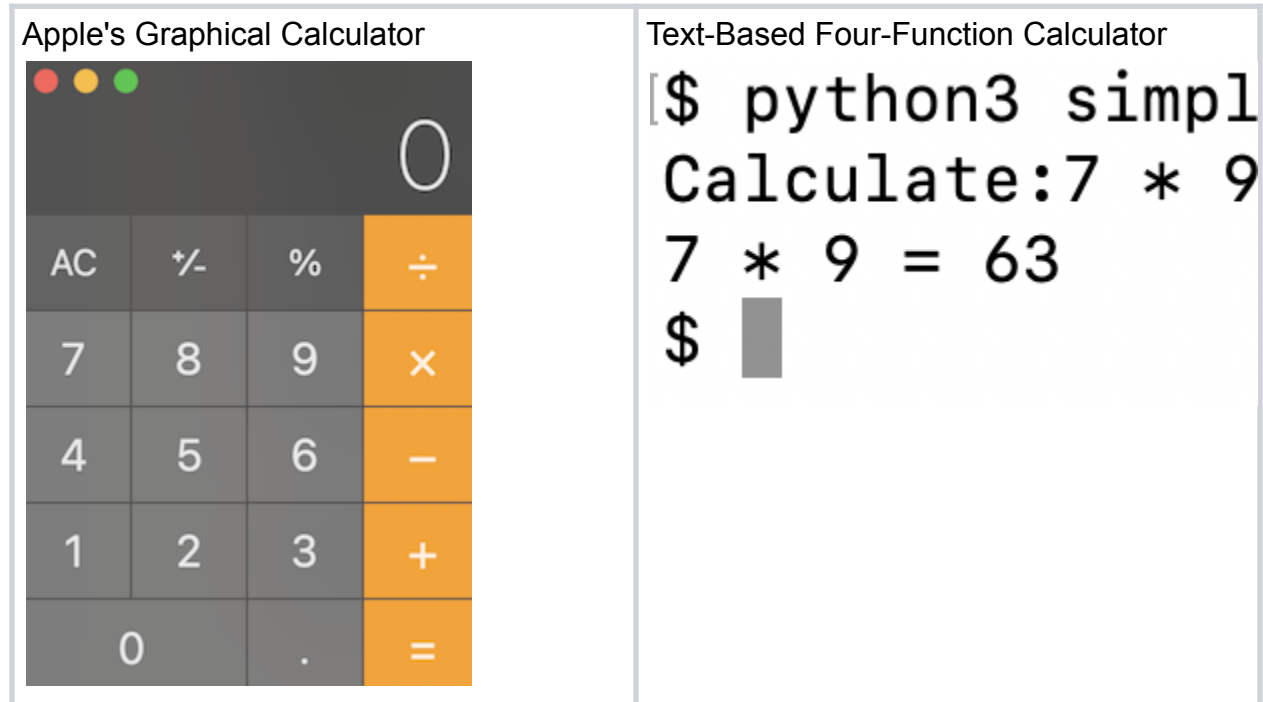 Apple's Graphical Calculator
0
AC ⁺∕₋ % ÷
7 8 9 ×
4 5 6 −
1 2 3 +
0 . =
Text-Based Four-Function Calculator
[$ python3 simpl
Calculate:7 * 9
7 * 9 = 63
$